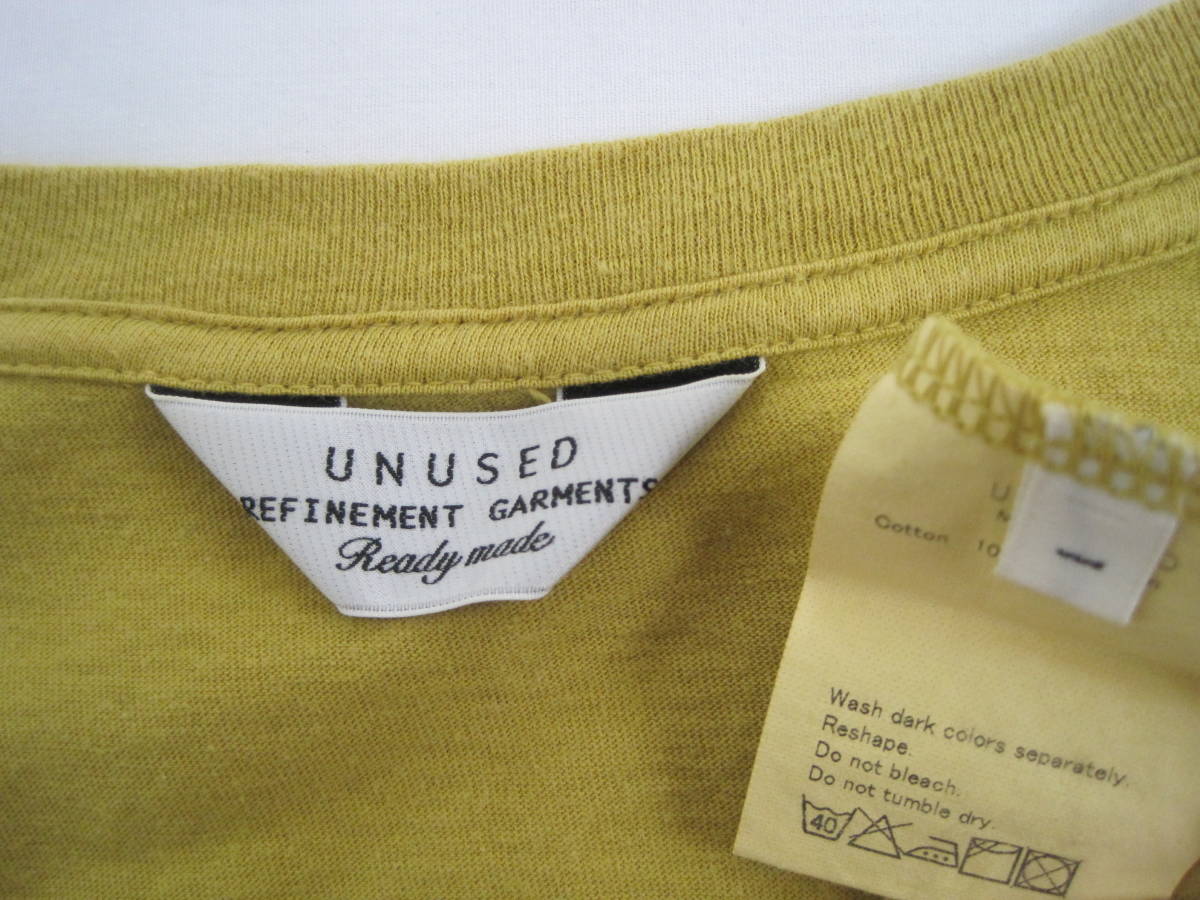 UNUSED
REFINEMENT GARMENTS
Ready made
Cotton
Wash dark colors separately.
Reshape.
Do not bleach.
Do not tumble dry.
40